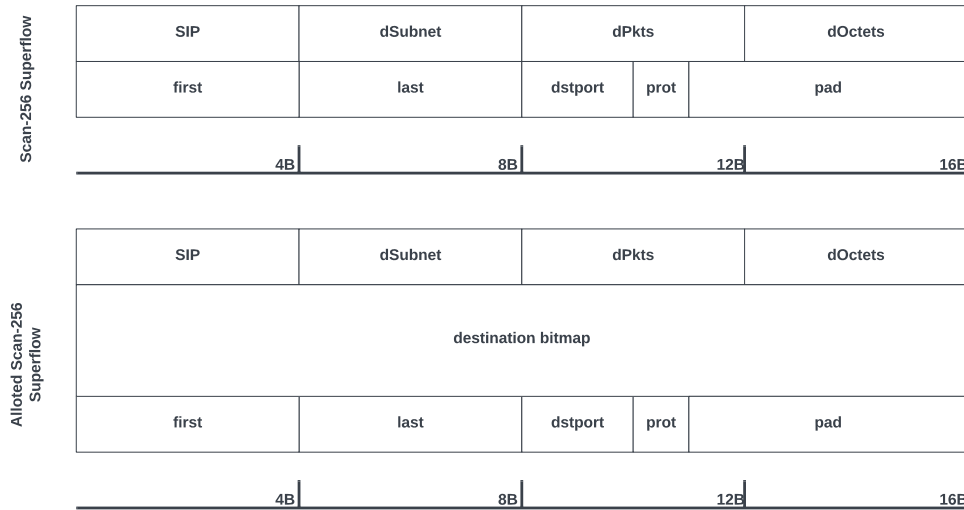 Scan-256 Superflow
SIP dSubnet dPkts dOctets
first last dstport prot pad
4B 8B 12B 16B
Alloted Scan-256
Superflow
SIP dSubnet dPkts dOctets
destination bitmap
first last dstport prot pad
4B 8B 12B 16B